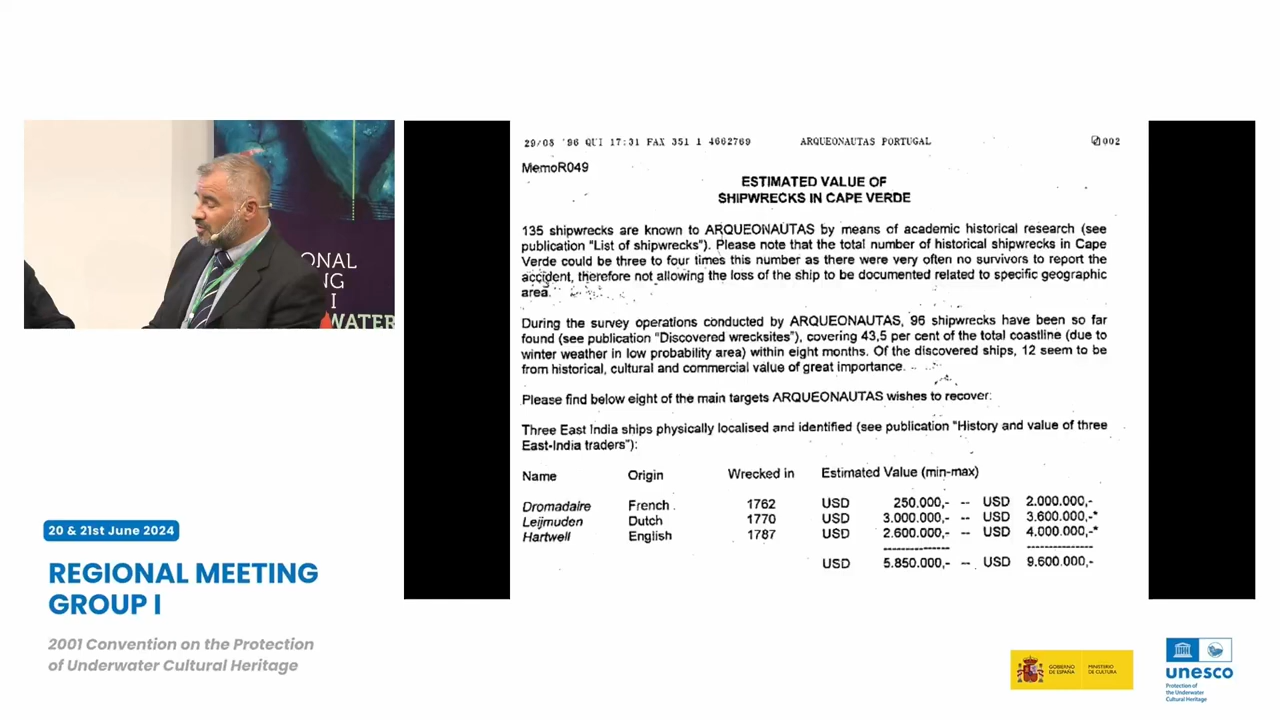 ONAL
NG
I
WATER
29/05 '96 QUI 17:31 FAX 351 1 4662769 ARQUEONAUTAS PORTUGAL 002
MemoR049
ESTIMATED VALUE OF
SHIPWRECKS IN CAPE VERDE
135 shipwrecks are known to ARQUEONAUTAS by means of academic historical research (see
publication "List of shipwrecks"). Please note that the total number of historical shipwrecks in Cape
Verde could be three to four times this number as there were very often no survivors to report the
accident, therefore not allowing the loss of the ship to be documented related to specific geographic
area.
During the survey operations conducted by ARQUEONAUTAS, 96 shipwrecks have been so far
found (see publication "Discovered wrecksites"), covering 43,5 per cent of the total coastline (due to
winter weather in low probability area) within eight months. Of the discovered ships, 12 seem to be
from historical, cultural and commercial value of great importance.
Please find below eight of the main targets ARQUEONAUTAS wishes to recover:
Three East India ships physically localised and identified (see publication "History and value of three
East-India traders"):
Name Origin Wrecked in Estimated Value (min-max)
Dromadaire French 1762 USD 250.000,- -- USD 2.000.000,-
Leijmuden Dutch 1770 USD 3.000.000,- -- USD 3.600.000,-*
Hartwell English 1787 USD 2.600.000,- -- USD 4.000.000,-*
USD 5.850.000,- -- USD 9.600.000,-
20 & 21st June 2024
REGIONAL MEETING
GROUP I
2001 Convention on the Protection
of Underwater Cultural Heritage
GOBIERNO
DE ESPAÑA
MINISTERIO
DE CULTURA
unesco
Protection of
the Underwater
Cultural Heritage